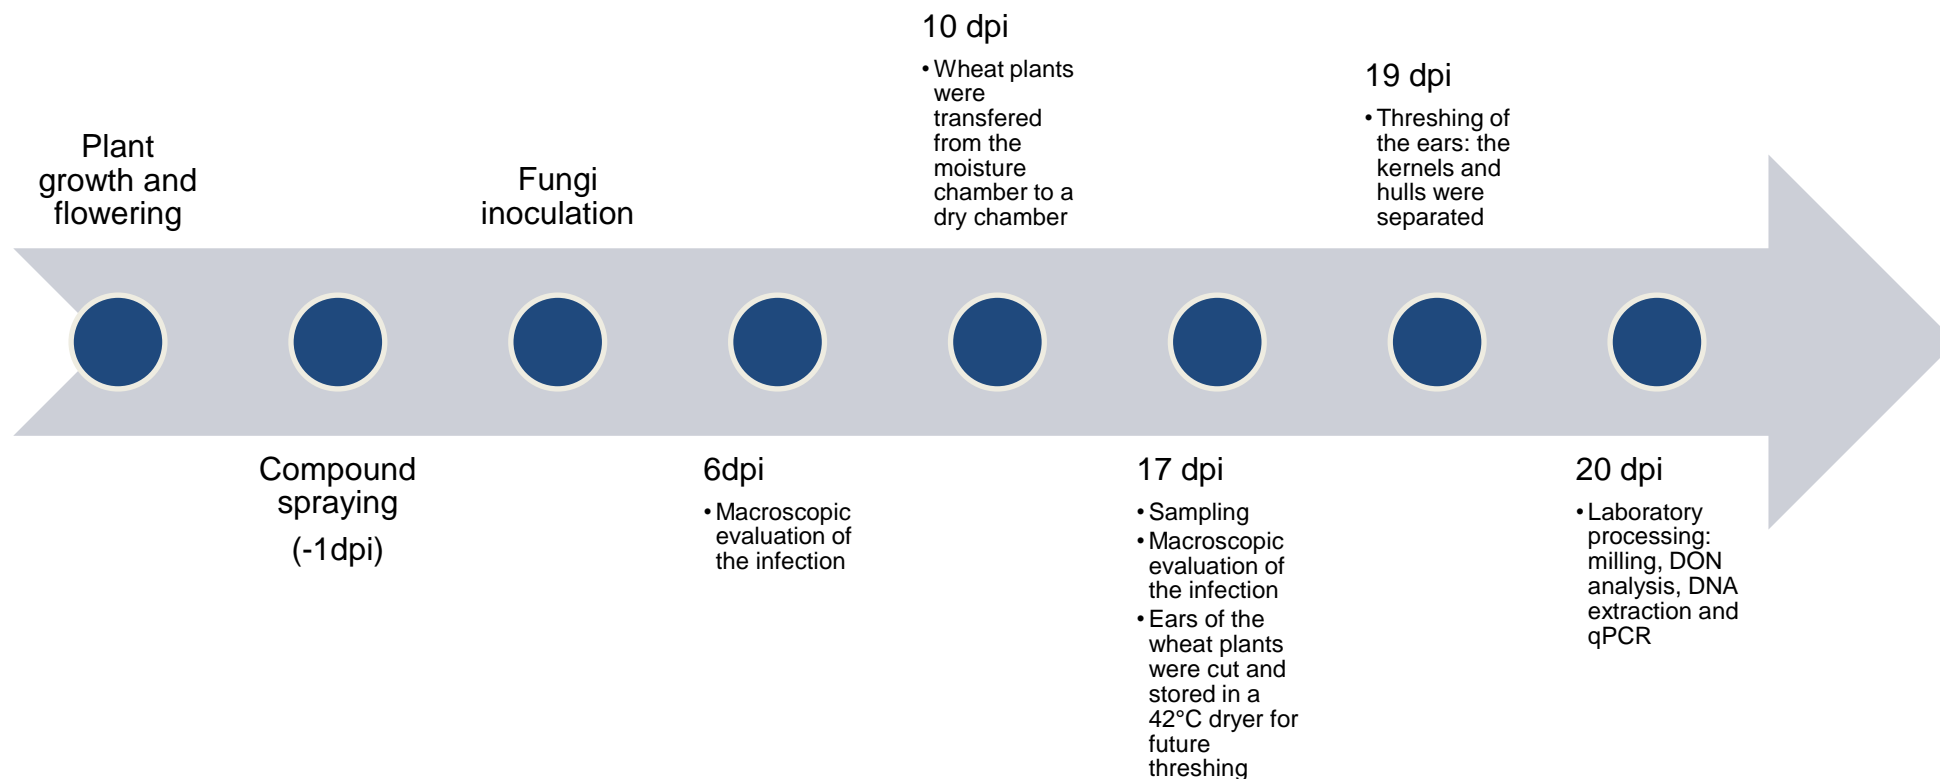 Plant
growth and
flowering
Compound
spraying
(-1dpi)
Fungi
inoculation
6dpi
• Macroscopic
evaluation of
the infection
10 dpi
• Wheat plants
were
transfered
from the
moisture
chamber to a
dry chamber
17 dpi
• Sampling
• Macroscopic
evaluation of
the infection
• Ears of the
wheat plants
were cut and
stored in a
42°C dryer for
future
threshing
19 dpi
• Threshing of
the ears: the
kernels and
hulls were
separated
20 dpi
• Laboratory
processing:
milling, DON
analysis, DNA
extraction and
qPCR